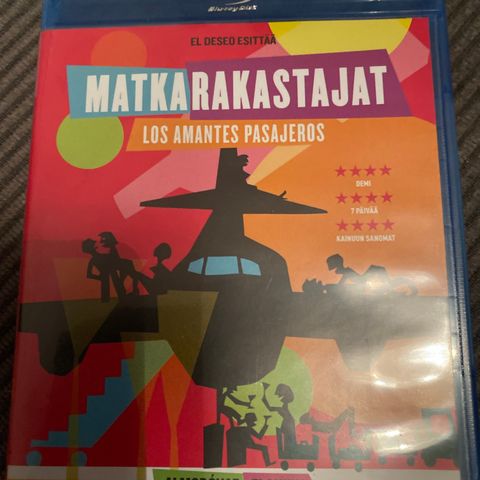 Blu-ray Disc
EL DESEO ESITTÄÄ
MATKARAKASTAJAT
LOS AMANTES PASAJEROS
★★★★
DEMI
★★★★
7 PÄIVÄÄ
★★★★
KAINUUN SANOMAT